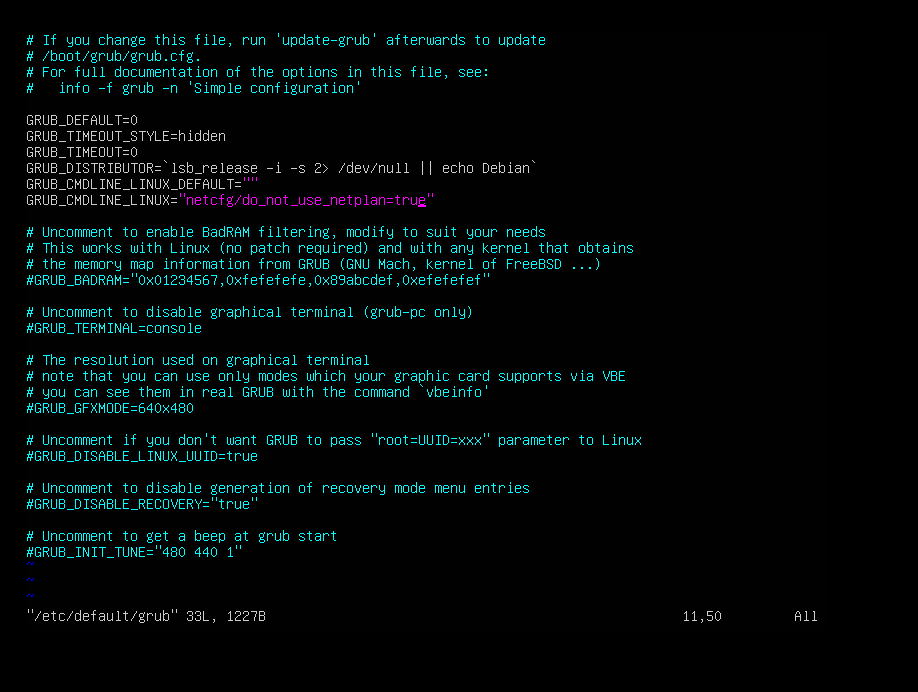 # If you change this file, run 'update-grub' afterwards to update
# /boot/grub/grub.cfg.
# For full documentation of the options in this file, see:
#   info -f grub -n 'Simple configuration'

GRUB_DEFAULT=0
GRUB_TIMEOUT_STYLE=hidden
GRUB_TIMEOUT=0
GRUB_DISTRIBUTOR=`lsb_release -i -s 2> /dev/null || echo Debian`
GRUB_CMDLINE_LINUX_DEFAULT=""
GRUB_CMDLINE_LINUX="netcfg/do_not_use_netplan=true"

# Uncomment to enable BadRAM filtering, modify to suit your needs
# This works with Linux (no patch required) and with any kernel that obtains
# the memory map information from GRUB (GNU Mach, kernel of FreeBSD ...)
#GRUB_BADRAM="0x01234567,0xfefefefe,0x89abcdef,0xefefefef"

# Uncomment to disable graphical terminal (grub-pc only)
#GRUB_TERMINAL=console

# The resolution used on graphical terminal
# note that you can use only modes which your graphic card supports via VBE
# you can see them in real GRUB with the command `vbeinfo'
#GRUB_GFXMODE=640x480

# Uncomment if you don't want GRUB to pass "root=UUID=xxx" parameter to Linux
#GRUB_DISABLE_LINUX_UUID=true

# Uncomment to disable generation of recovery mode menu entries
#GRUB_DISABLE_RECOVERY="true"

# Uncomment to get a beep at grub start
#GRUB_INIT_TUNE="480 440 1"
~
~
~
"/etc/default/grub" 33L, 1227B 11,50 All